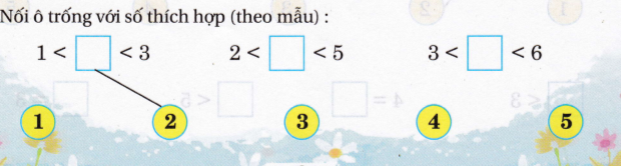 Nối ô trống với số thích hợp (theo mẫu) :
1 < □ < 3 2 < □ < 5 3 < □ < 6
1 2 3 4 5